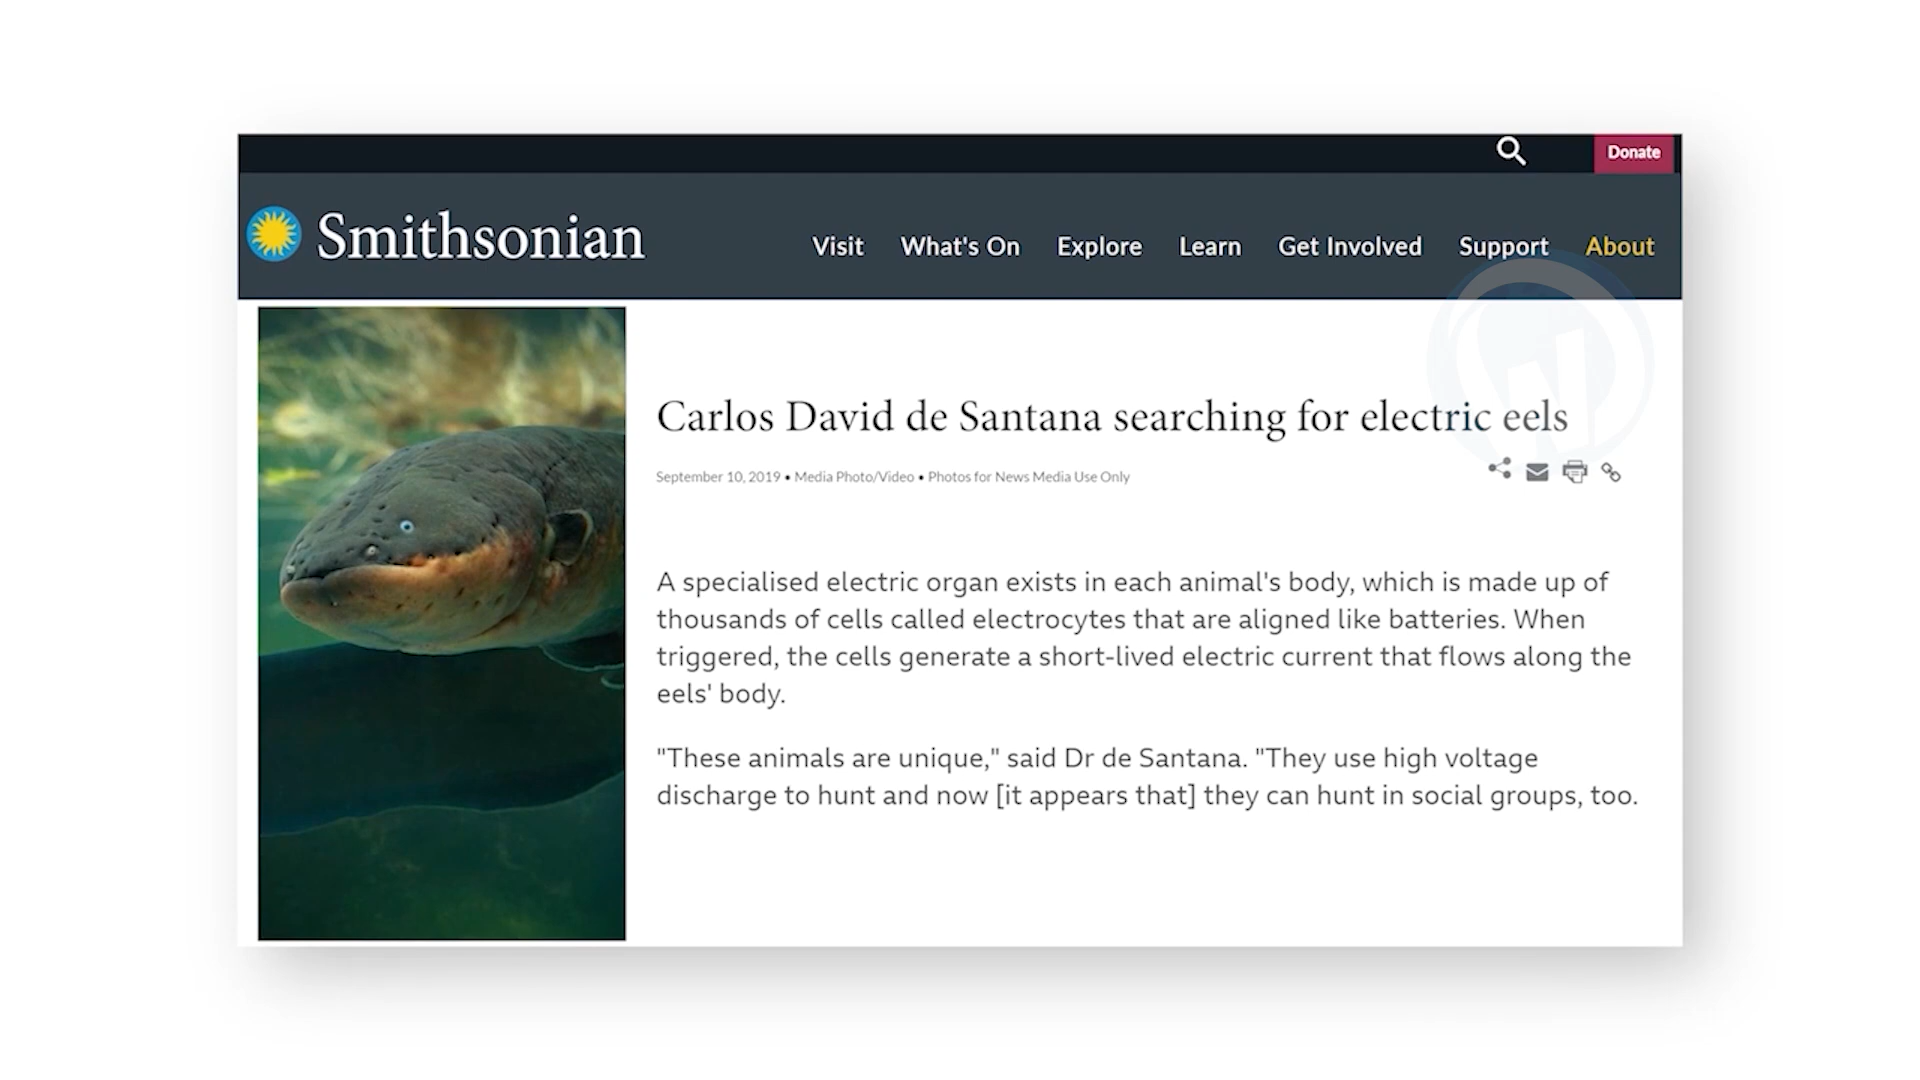 Donate
Smithsonian
Visit What's On Explore Learn Get Involved Support About
Carlos David de Santana searching for electric eels
September 10, 2019 • Media Photo/Video • Photos for News Media Use Only
A specialised electric organ exists in each animal's body, which is made up of
thousands of cells called electrocytes that are aligned like batteries. When
triggered, the cells generate a short-lived electric current that flows along the
eels' body.
"These animals are unique," said Dr de Santana. "They use high voltage
discharge to hunt and now [it appears that] they can hunt in social groups, too.